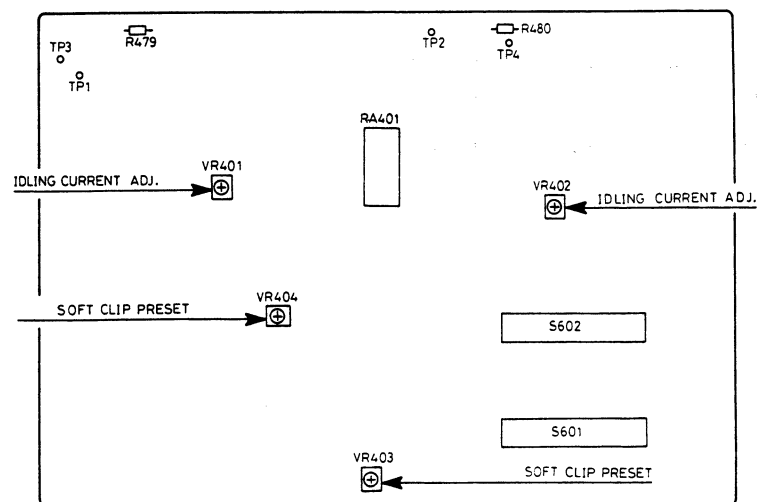 R479
R480
TP3
TP2
TP4
TP1
RA401
VR401
IDLING CURRENT ADJ.
VR402
IDLING CURRENT ADJ.
VR404
SOFT CLIP PRESET
S602
S601
VR403
SOFT CLIP PRESET